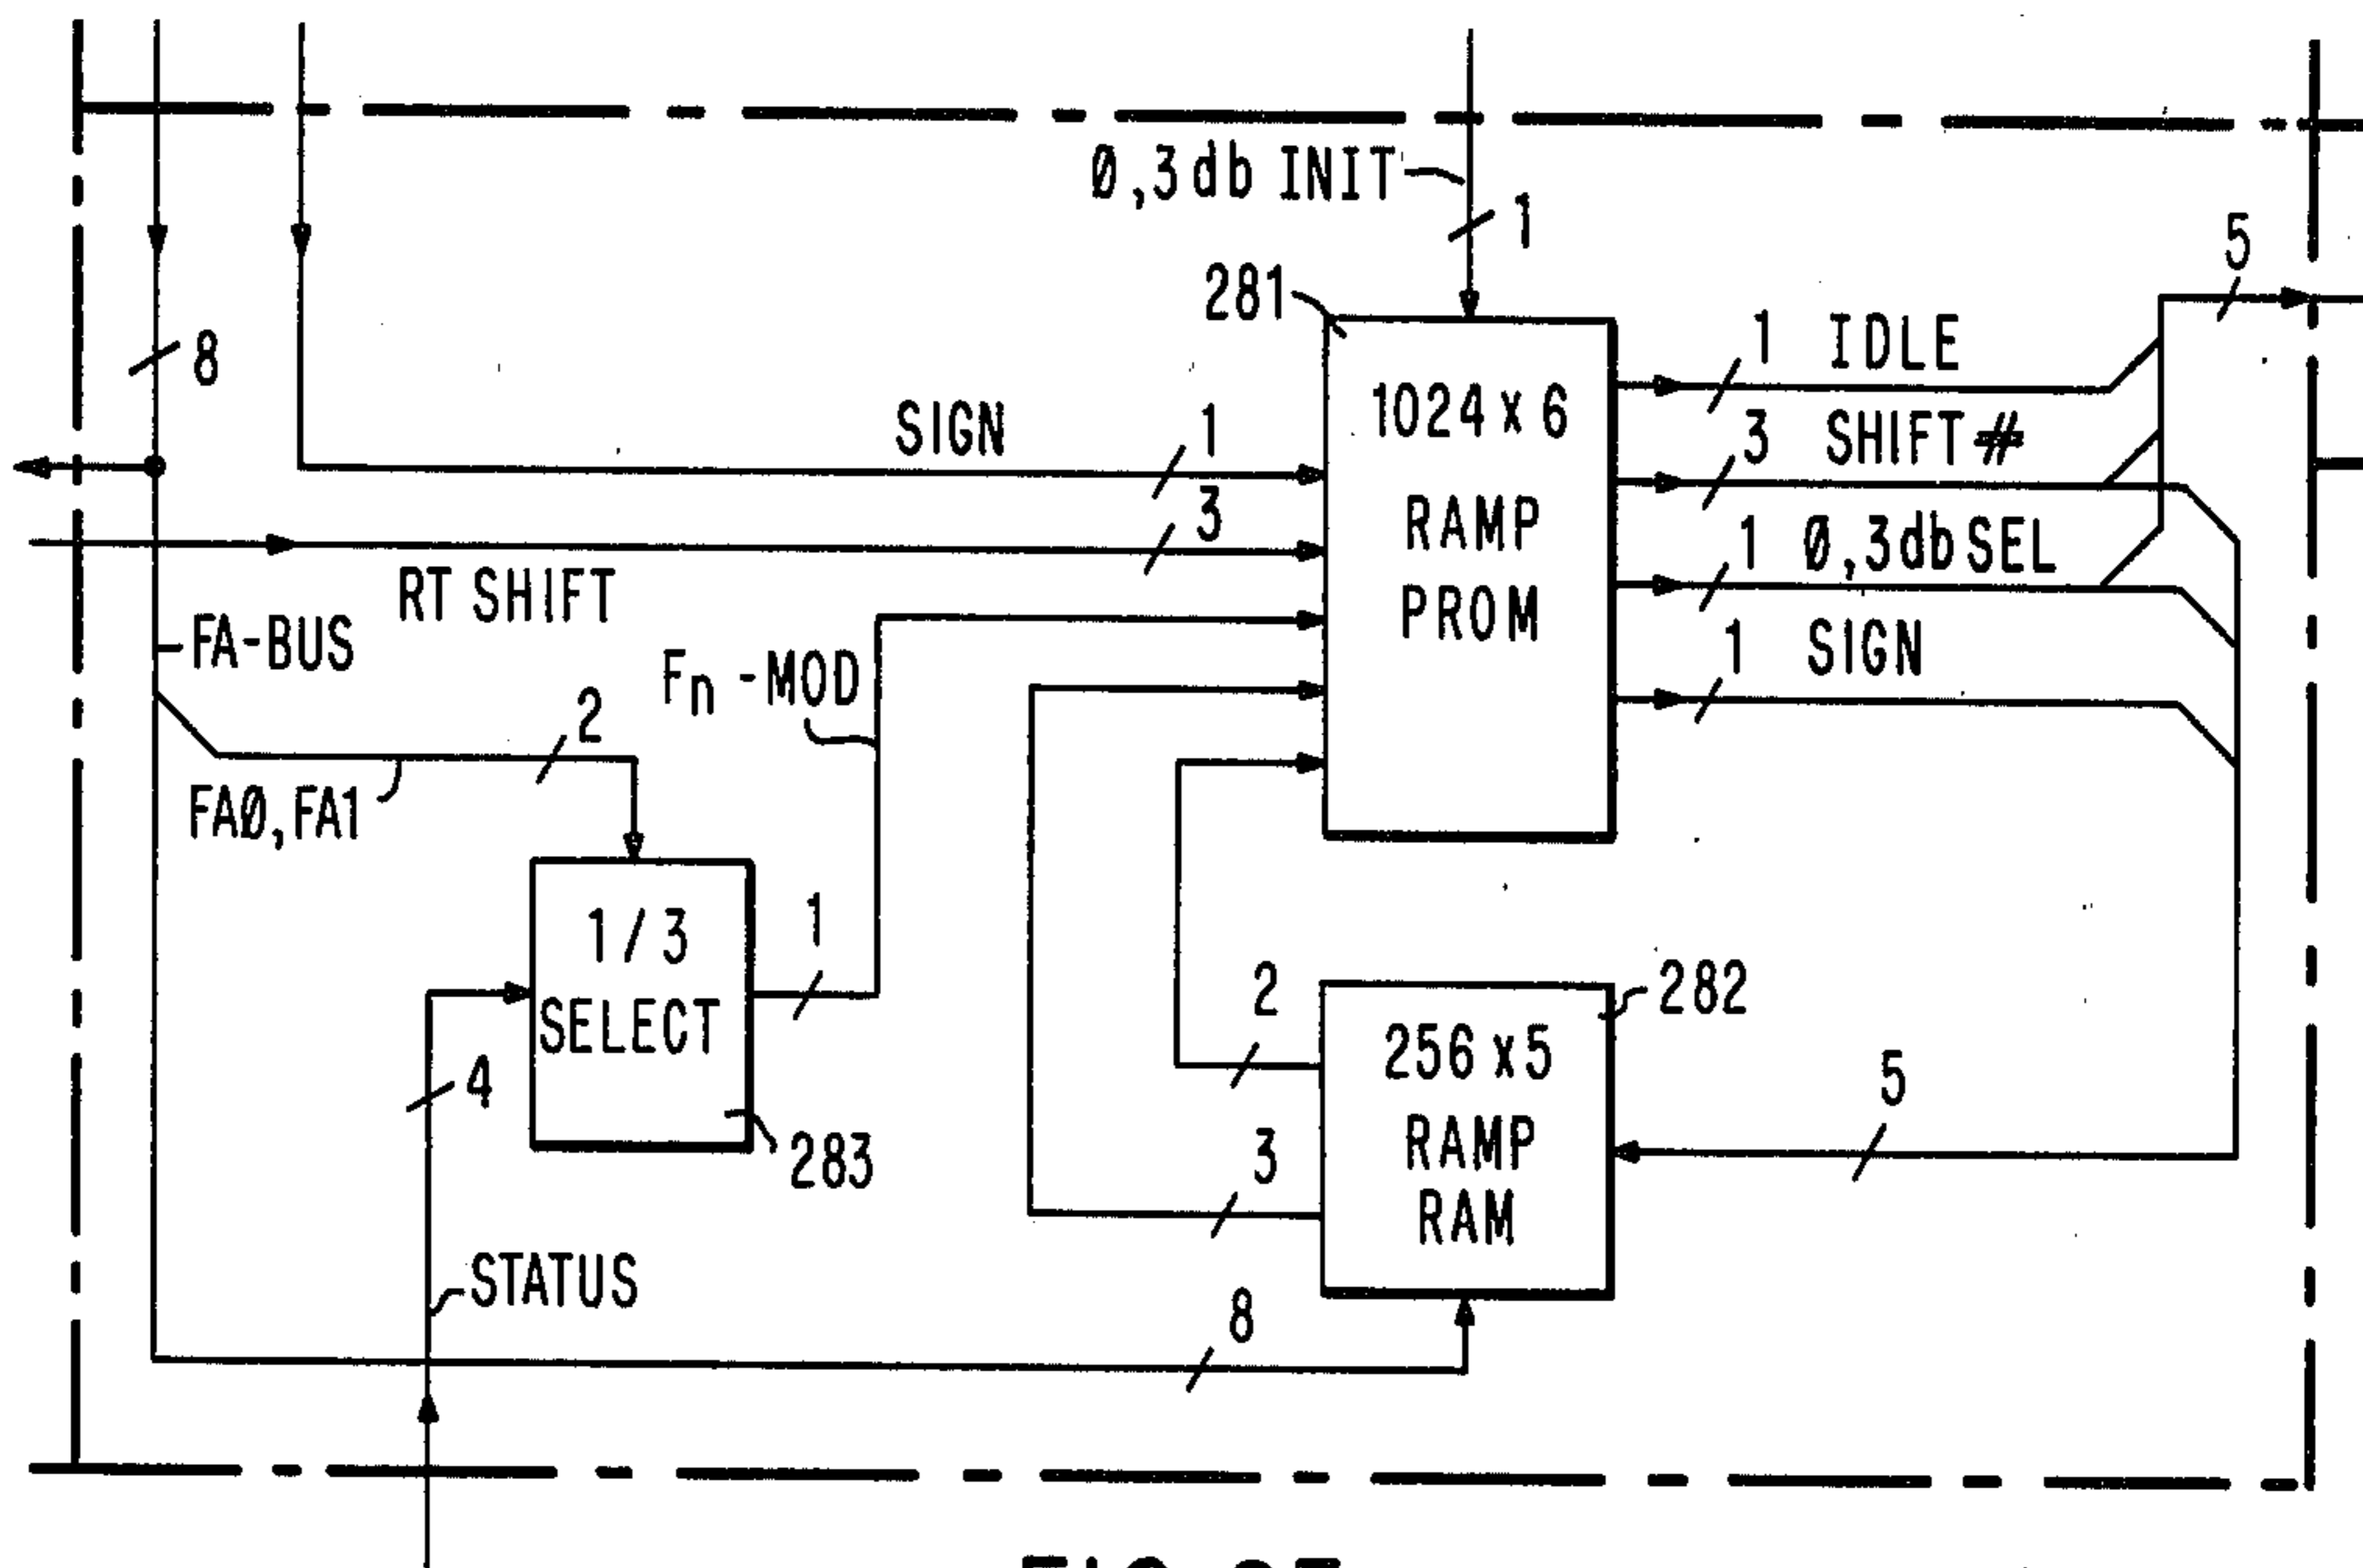 Ø,3db INIT
1
5
281
8
1 IDLE
1024 x 6
SIGN 1
3 SHIFT #
3
RAMP
1 Ø,3db SEL
RT SHIFT
PROM
FA-BUS
1 SIGN
Fn -MOD
2
FAØ,FA1
1
1/3
SELECT
2
282
256 x5
4
5
RAMP
3
283
RAM
STATUS
8